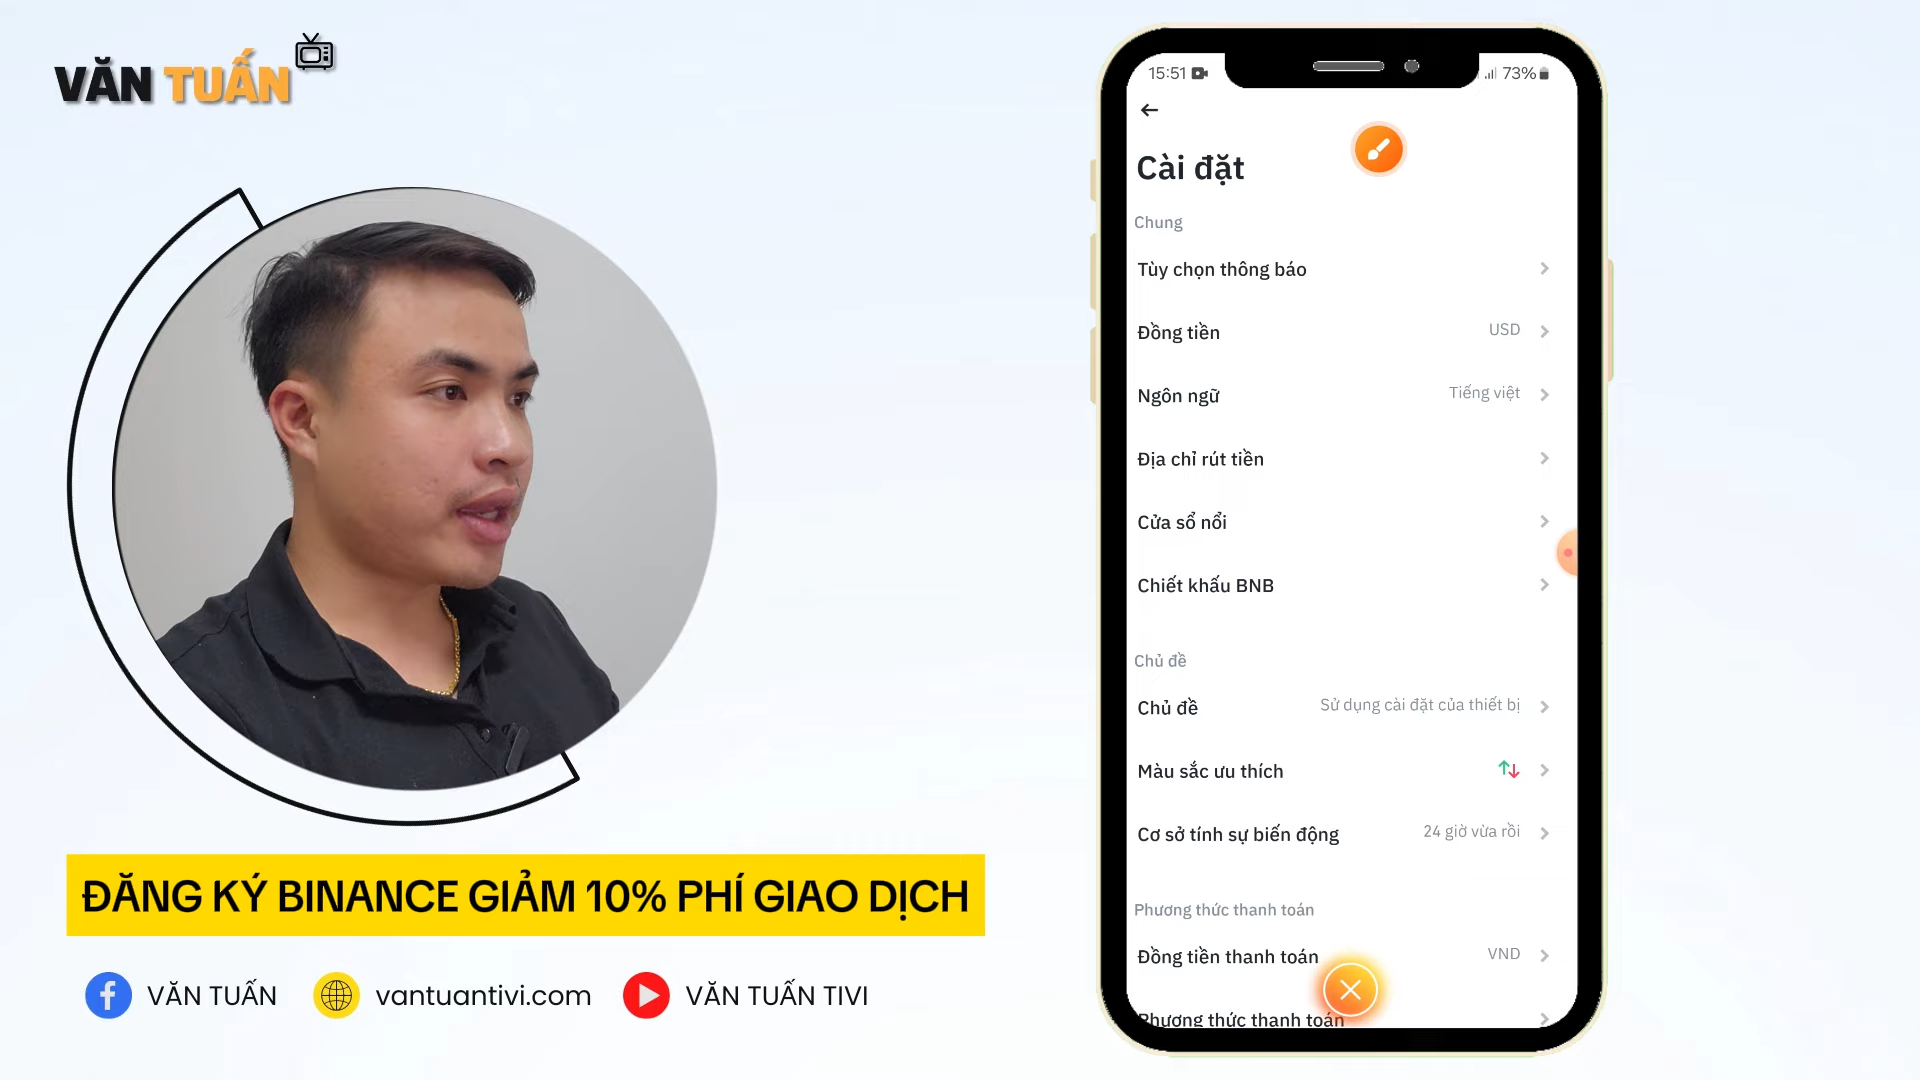 VĂN TUẤN
ĐĂNG KÝ BINANCE GIẢM 10% PHÍ GIAO DỊCH
VĂN TUẤN
vantuantivi.com
VĂN TUẤN TIVI
15:51
73%
Cài đặt
Chung
Tùy chọn thông báo
Đồng tiền USD
Ngôn ngữ Tiếng việt
Địa chỉ rút tiền
Cửa sổ nổi
Chiết khấu BNB
Chủ đề
Chủ đề Sử dụng cài đặt của thiết bị
Màu sắc ưu thích
Cơ sở tính sự biến động 24 giờ vừa rồi
Phương thức thanh toán
Đồng tiền thanh toán VND
Phương thức thanh toán